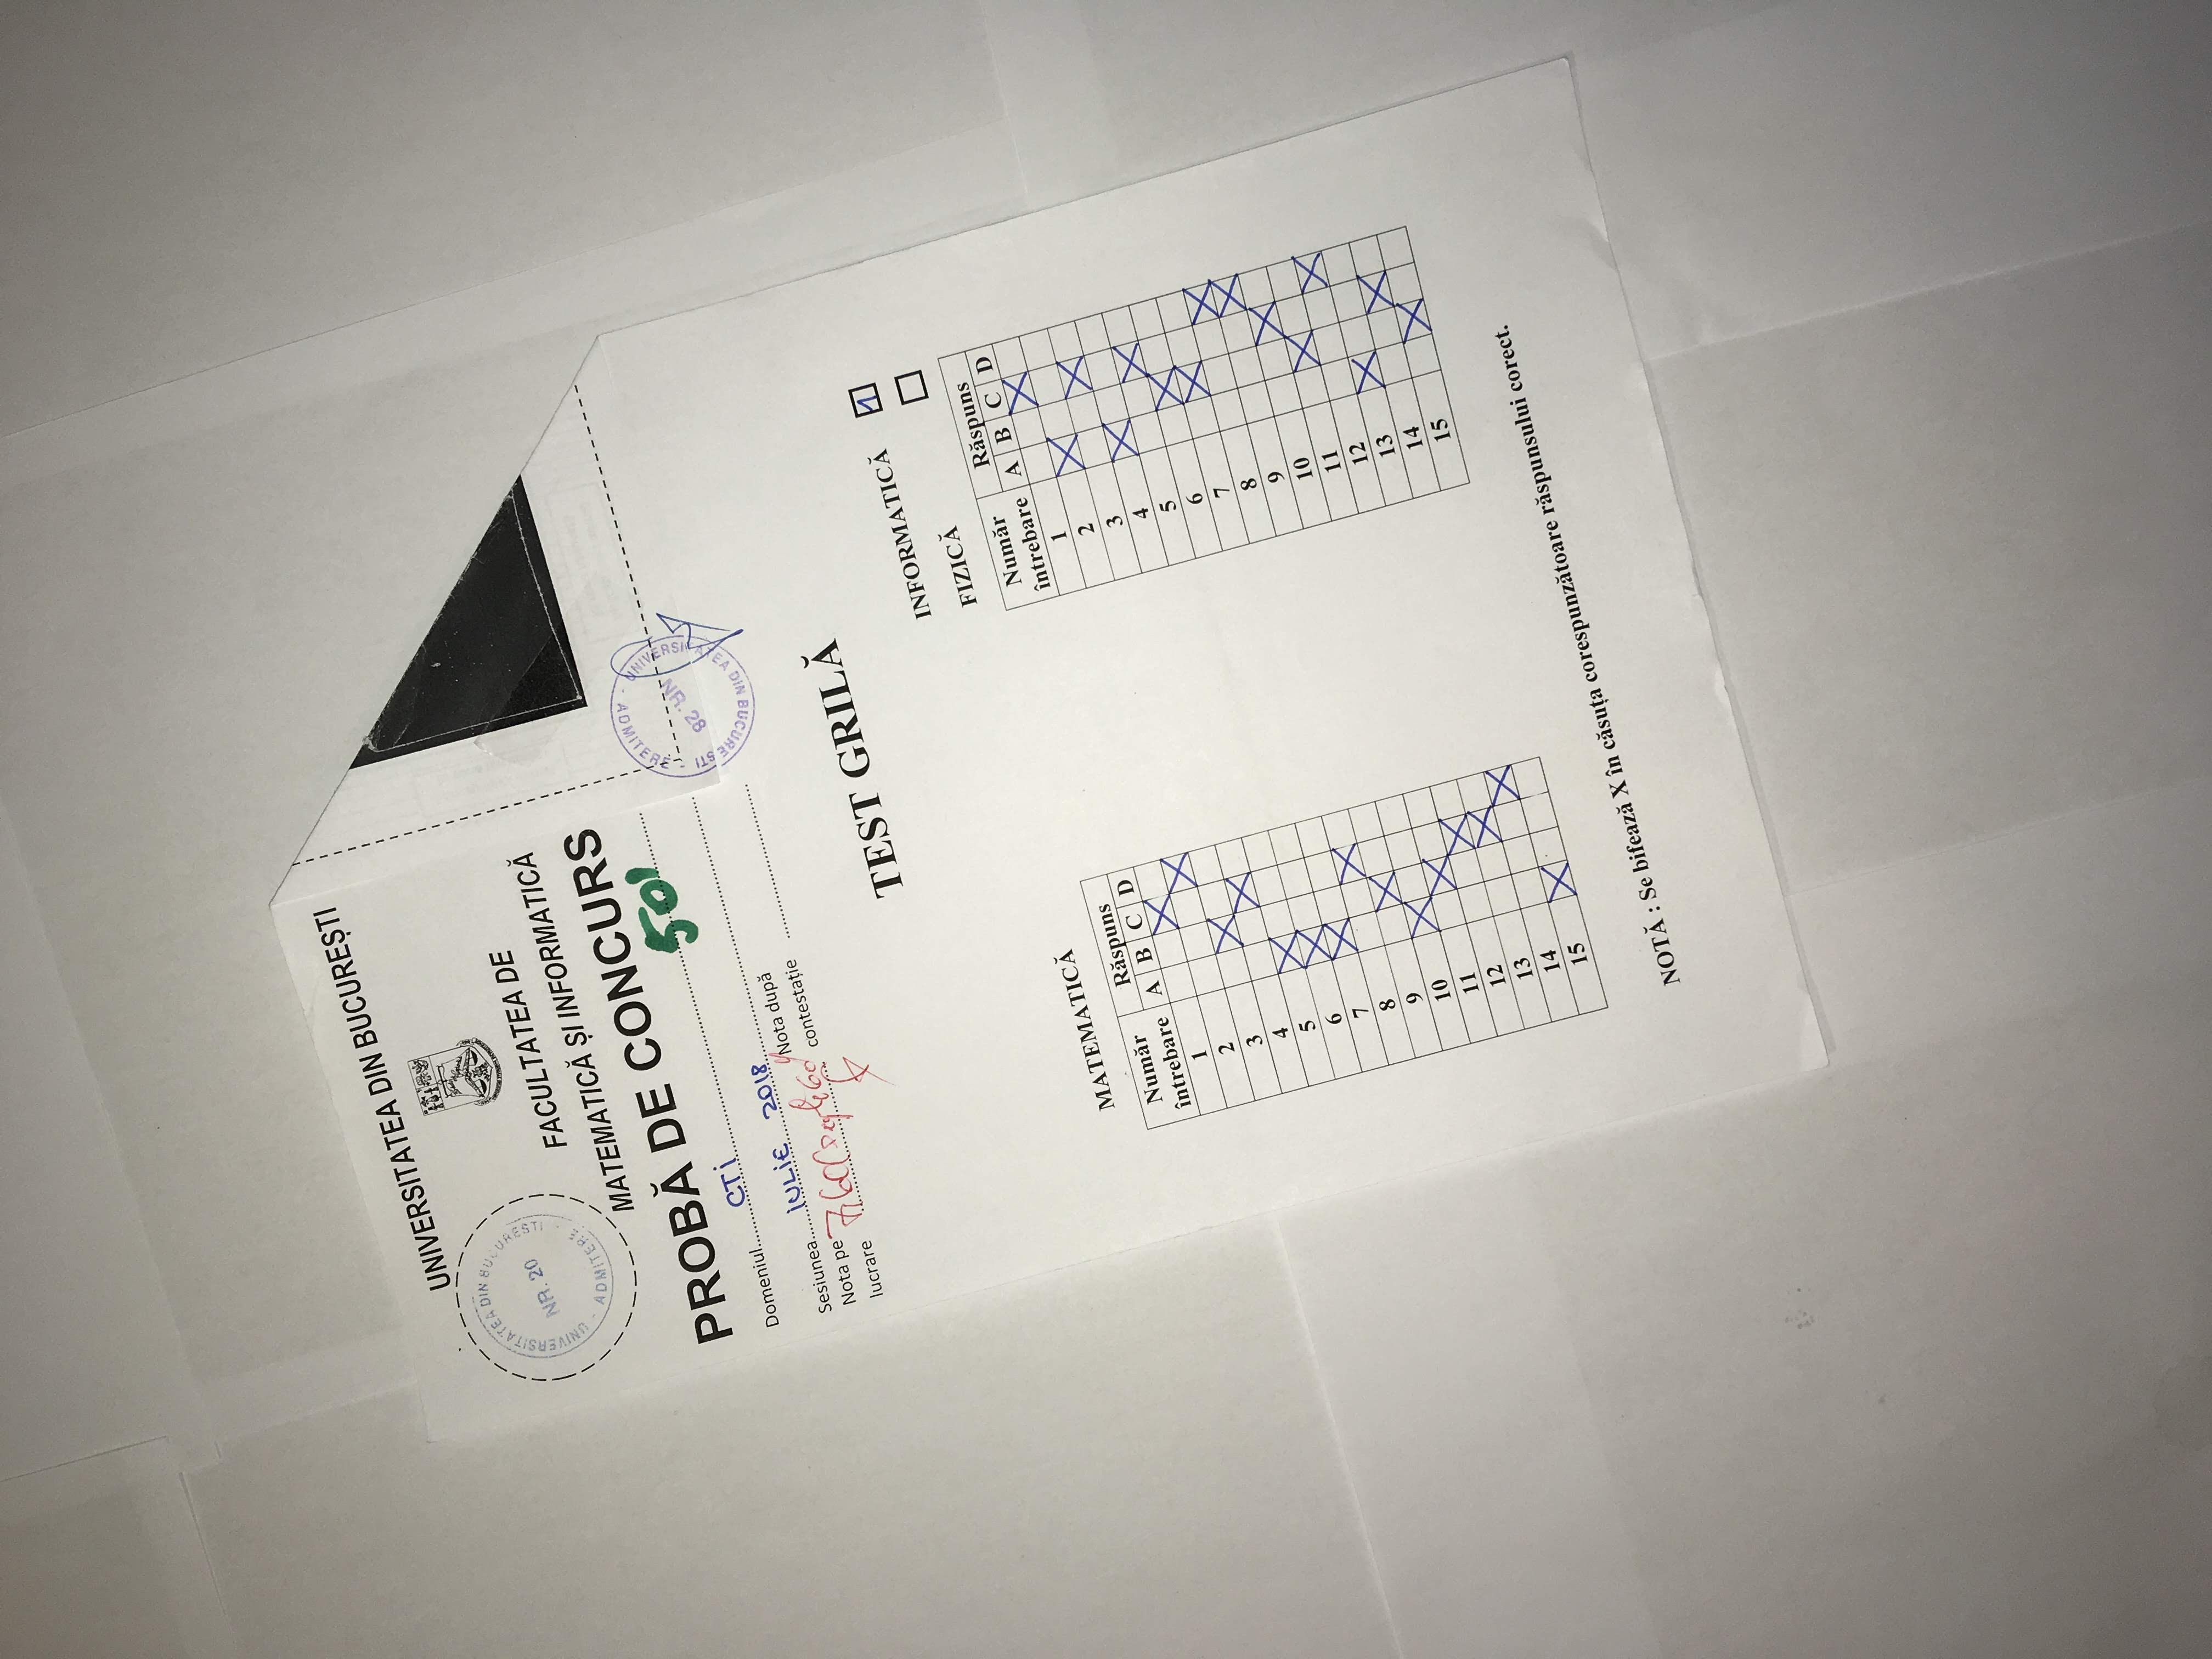 UNIVERSITATEA DIN BUCUREȘTI
UNIVERSITATEA DIN BUCUREȘTI - ADMITERE -
NR. 20
FACULTATEA DE
MATEMATICĂ ȘI INFORMATICĂ
PROBĂ DE CONCURS
501
Domeniul CTI
Sesiunea IULIE 2018
Nota pe lucrare 7,60
Nota după contestație
UNIVERSITATEA DIN BUCUREȘTI - ADMITERE -
NR. 28
TEST GRILĂ
INFORMATICĂ 1
FIZICĂ
MATEMATICĂ
Număr întrebare Răspuns
A B C D
1 X
2 X
3 X
4 X
5 X
6 X
7 X
8 X
9 X
10 X
11 X
12 X
13 X
14 X
15 X
Număr întrebare Răspuns
A B C D
1 X
2 X
3 X
4 X
5 X
6 X
7 X
8 X
9 X
10 X
11 X
12 X
13 X
14 X
15 X
NOTĂ : Se bifează X în căsuța corespunzătoare răspunsului corect.